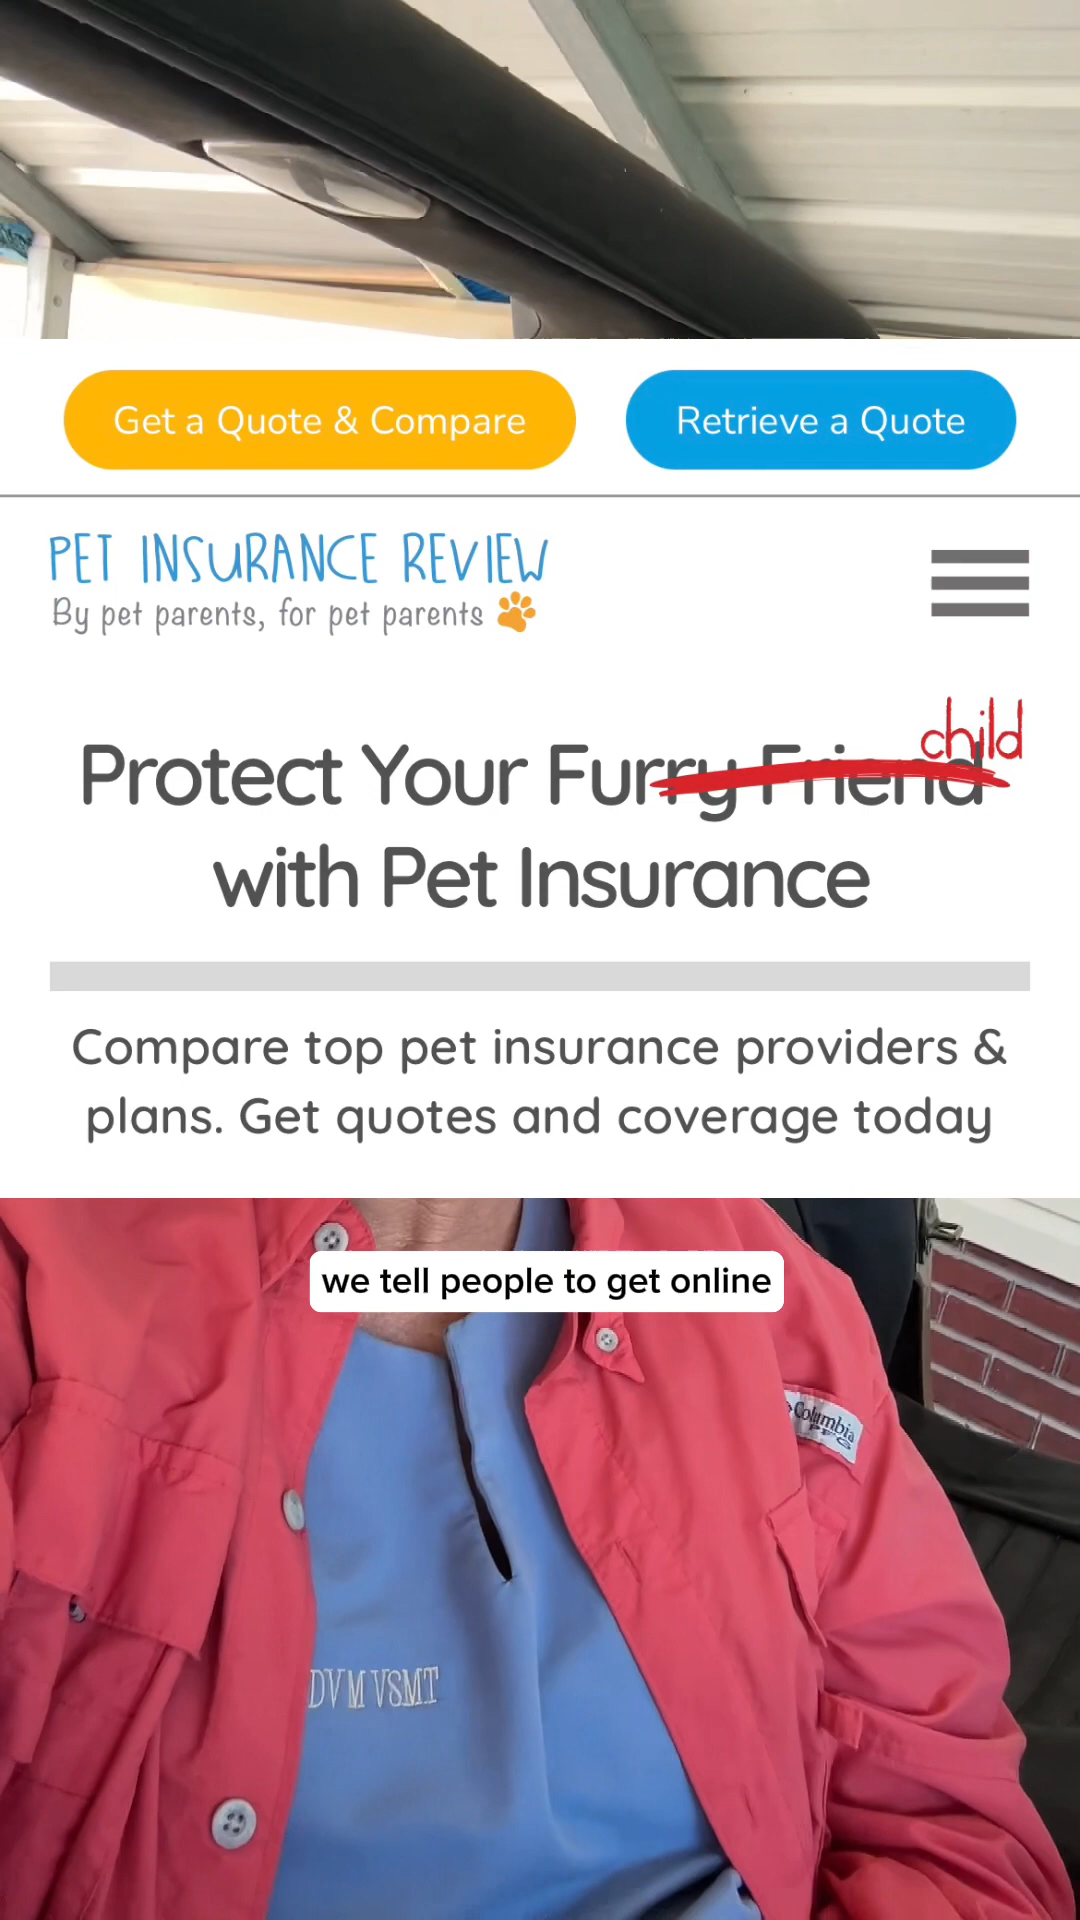 Get a Quote & Compare
Retrieve a Quote
PET INSURANCE REVIEW
By pet parents, for pet parents
child
Protect Your Furry Friend
with Pet Insurance
Compare top pet insurance providers &
plans. Get quotes and coverage today
we tell people to get online
Columbia
PFG
DVM VSMT